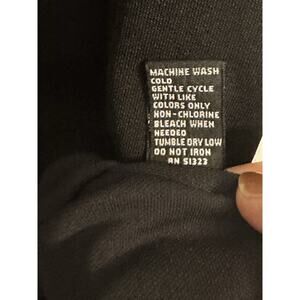 MACHINE WASH
COLD
GENTLE CYCLE
WITH LIKE
COLORS ONLY
NON-CHLORINE
BLEACH WHEN
NEEDED
TUMBLE DRY LOW
DO NOT IRON
RN 51323